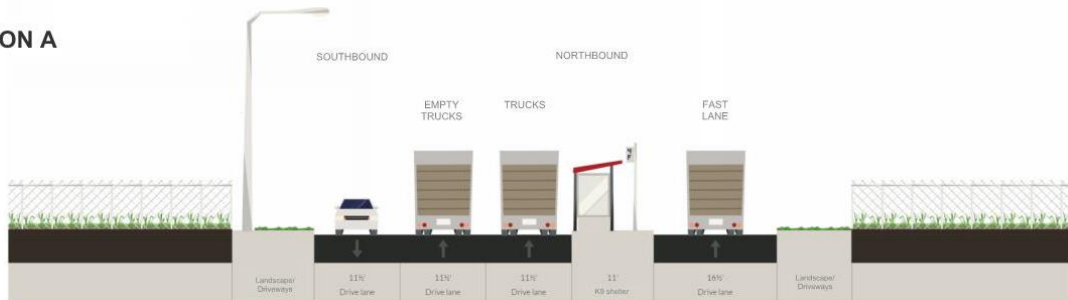 ON A
SOUTHBOUND
NORTHBOUND
EMPTY
TRUCKS
TRUCKS
FAST
LANE
Landscape/
Driveways
11½'
Drive lane
11½'
Drive lane
11½'
Drive lane
11'
K9 shelter
16½'
Drive lane
Landscape/
Driveways